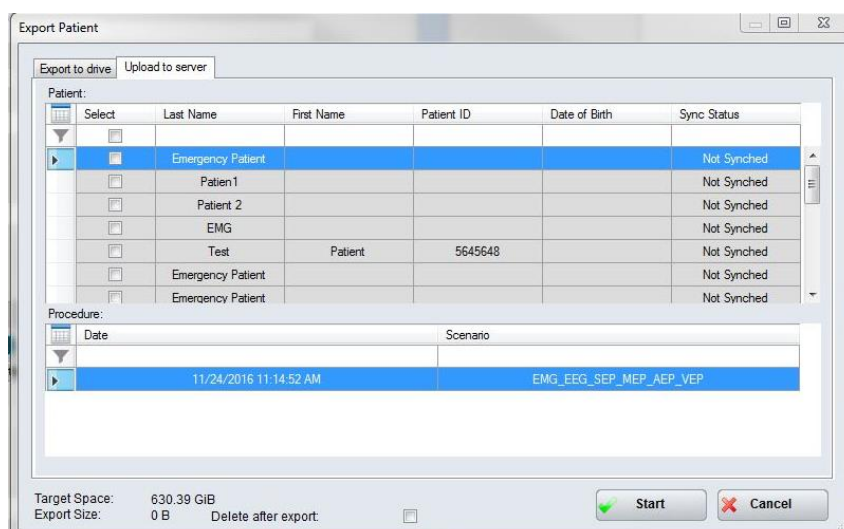 Export Patient
Export to drive Upload to server
Patient:
Select Last Name First Name Patient ID Date of Birth Sync Status
Emergency Patient Not Synched
Patien1 Not Synched
Patient 2 Not Synched
EMG Not Synched
Test Patient 5645648 Not Synched
Emergency Patient Not Synched
Emergency Patient Not Synched
Procedure:
Date Scenario
11/24/2016 11:14:52 AM EMG_EEG_SEP_MEP_AEP_VEP
Target Space: 630.39 GiB
Export Size: 0 B Delete after export:
Start Cancel